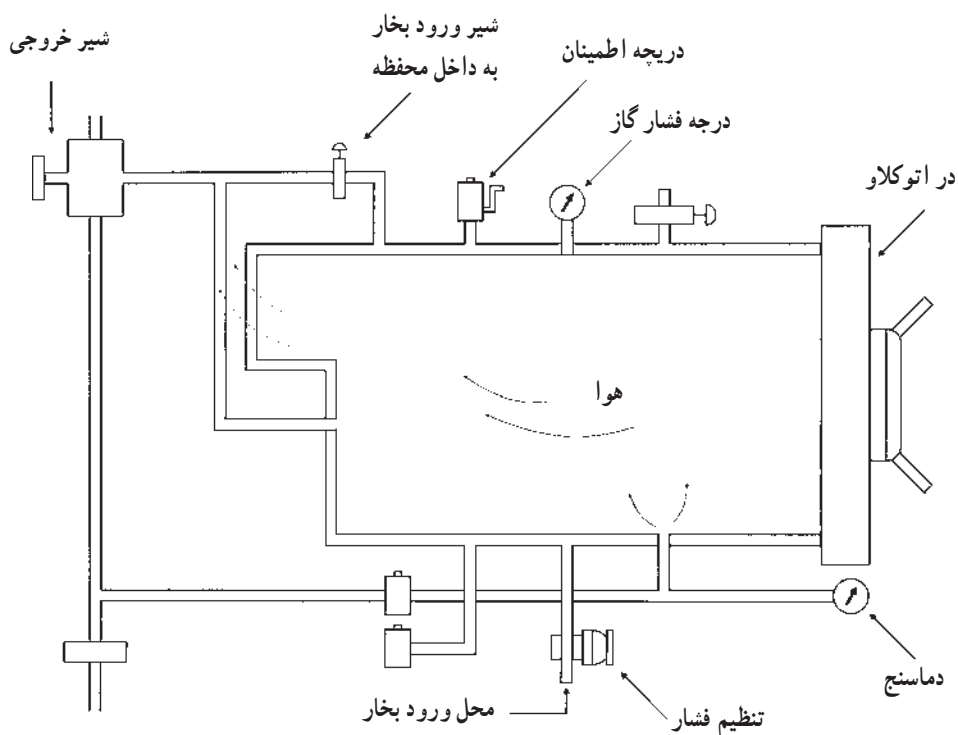 شیر خروجی
شیر ورود بخار
به داخل محفظه
دریچه اطمینان
درجه فشار گاز
در اتوکلاو
هوا
دماسنج
تنظیم فشار
محل ورود بخار